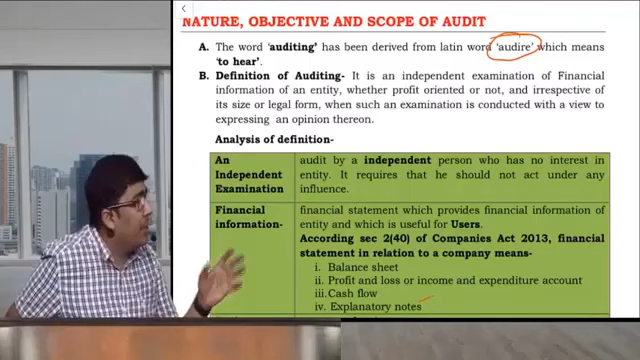 NATURE, OBJECTIVE AND SCOPE OF AUDIT
A. The word 'auditing' has been derived from latin word 'audire' which means
'to hear'.
B. Definition of Auditing- It is an independent examination of Financial
information of an entity, whether profit oriented or not, and irrespective of
its size or legal form, when such an examination is conducted with a view to
expressing an opinion thereon.
Analysis of definition-
An
Independent
Examination
audit by a independent person who has no interest in
entity. It requires that he should not act under any
influence.
Financial
information-
financial statement which provides financial information of
entity and which is useful for Users.
According sec 2(40) of Companies Act 2013, financial
statement in relation to a company means-
i. Balance sheet
ii. Profit and loss or income and expenditure account
iii. Cash flow
iv. Explanatory notes